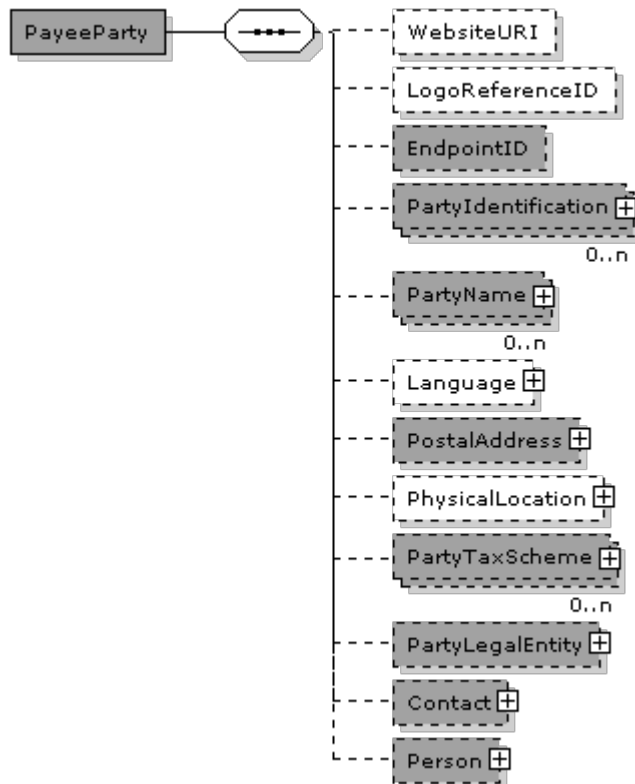 PayeeParty
WebsiteURI
LogoReferenceID
EndpointID
PartyIdentification
0..n
PartyName
0..n
Language
PostalAddress
PhysicalLocation
PartyTaxScheme
0..n
PartyLegalEntity
Contact
Person